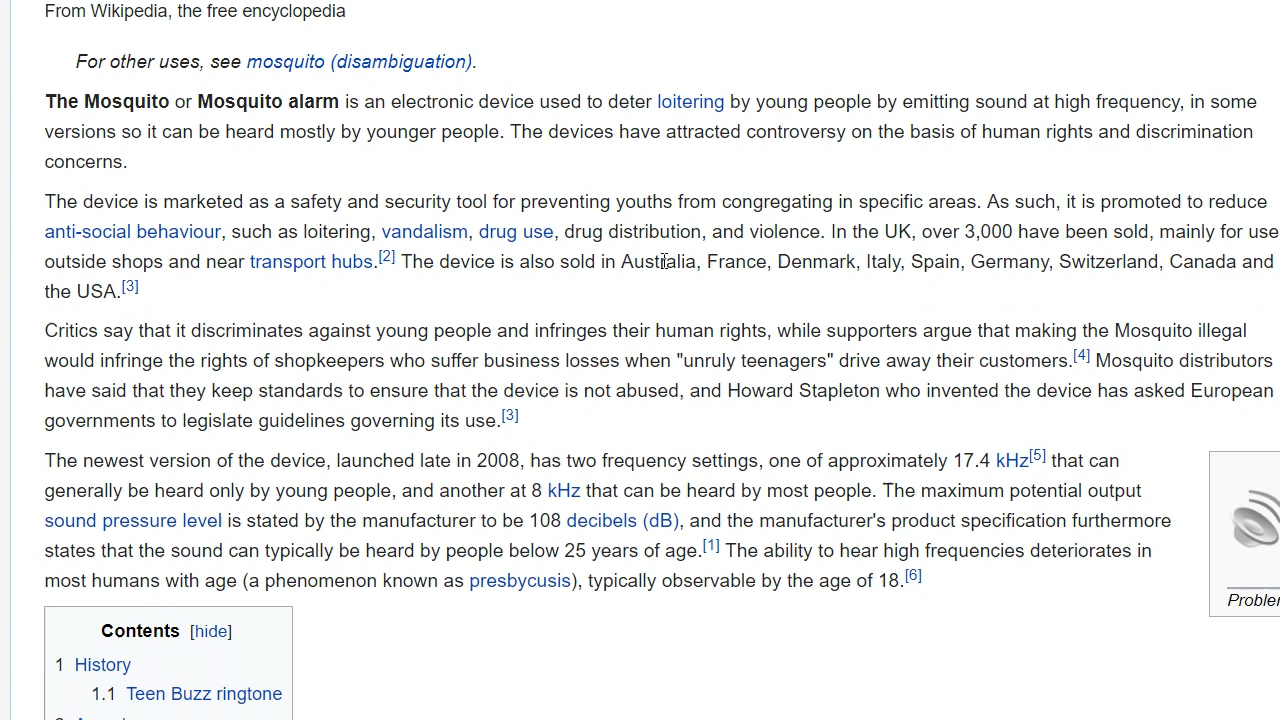 From Wikipedia, the free encyclopedia
For other uses, see mosquito (disambiguation).
The Mosquito or Mosquito alarm is an electronic device used to deter loitering by young people by emitting sound at high frequency, in some
versions so it can be heard mostly by younger people. The devices have attracted controversy on the basis of human rights and discrimination
concerns.
The device is marketed as a safety and security tool for preventing youths from congregating in specific areas. As such, it is promoted to reduce
anti-social behaviour, such as loitering, vandalism, drug use, drug distribution, and violence. In the UK, over 3,000 have been sold, mainly for use
outside shops and near transport hubs.[2] The device is also sold in Australia, France, Denmark, Italy, Spain, Germany, Switzerland, Canada and
the USA.[3]
Critics say that it discriminates against young people and infringes their human rights, while supporters argue that making the Mosquito illegal
would infringe the rights of shopkeepers who suffer business losses when "unruly teenagers" drive away their customers.[4] Mosquito distributors
have said that they keep standards to ensure that the device is not abused, and Howard Stapleton who invented the device has asked European
governments to legislate guidelines governing its use.[3]
The newest version of the device, launched late in 2008, has two frequency settings, one of approximately 17.4 kHz[5] that can
generally be heard only by young people, and another at 8 kHz that can be heard by most people. The maximum potential output
sound pressure level is stated by the manufacturer to be 108 decibels (dB), and the manufacturer's product specification furthermore
states that the sound can typically be heard by people below 25 years of age.[1] The ability to hear high frequencies deteriorates in
most humans with age (a phenomenon known as presbycusis), typically observable by the age of 18.[6]
Contents [hide]
1 History
1.1 Teen Buzz ringtone